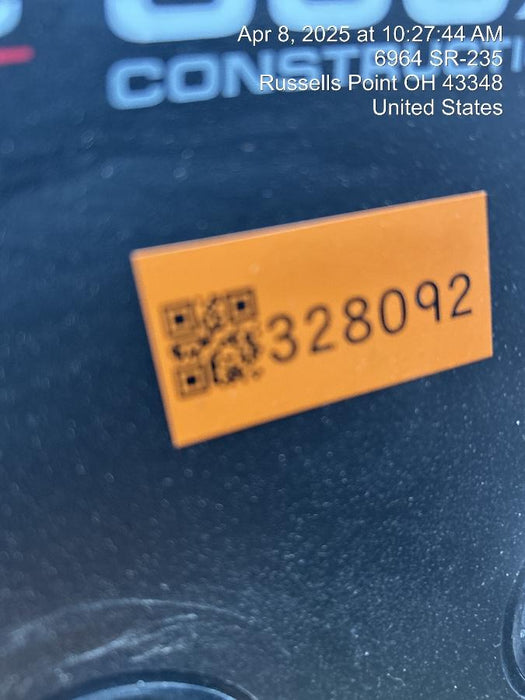 Apr 8, 2025 at 10:27:44 AM
6964 SR-235
Russells Point OH 43348
United States
328092